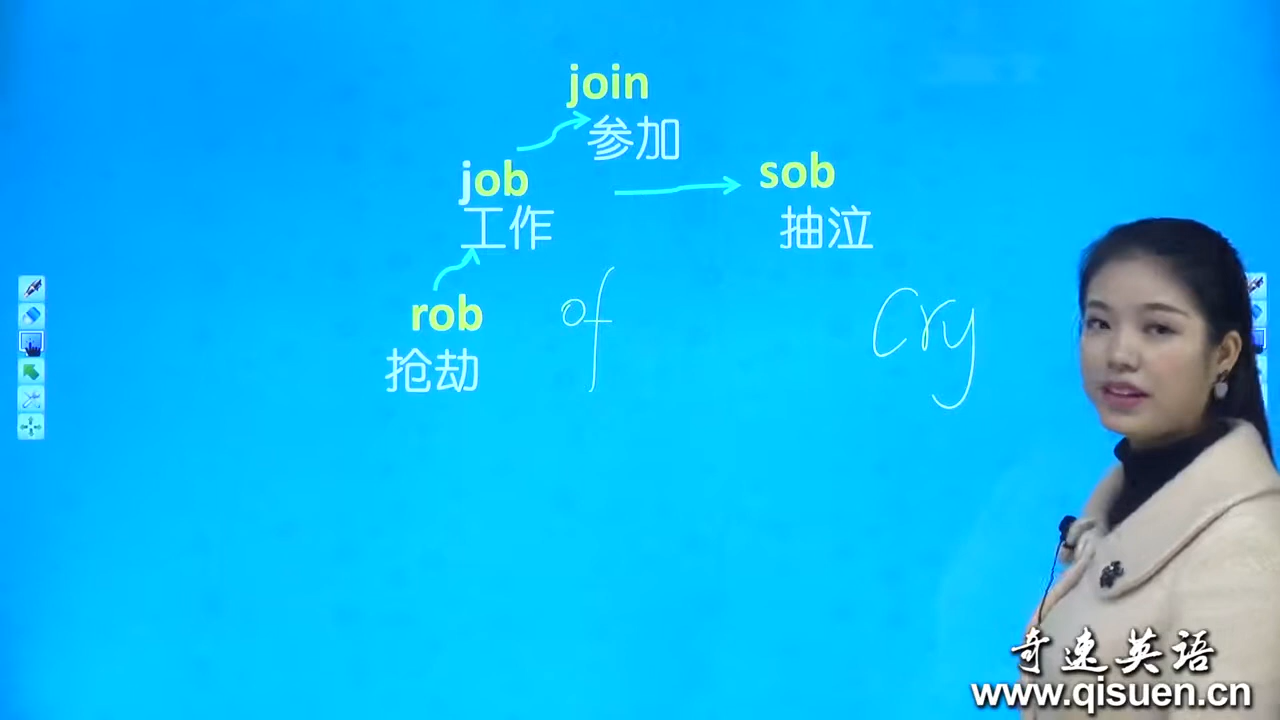 join
参加
job
工作
sob
抽泣
rob
抢劫
of
cry
奇速英语
www.qisuen.cn